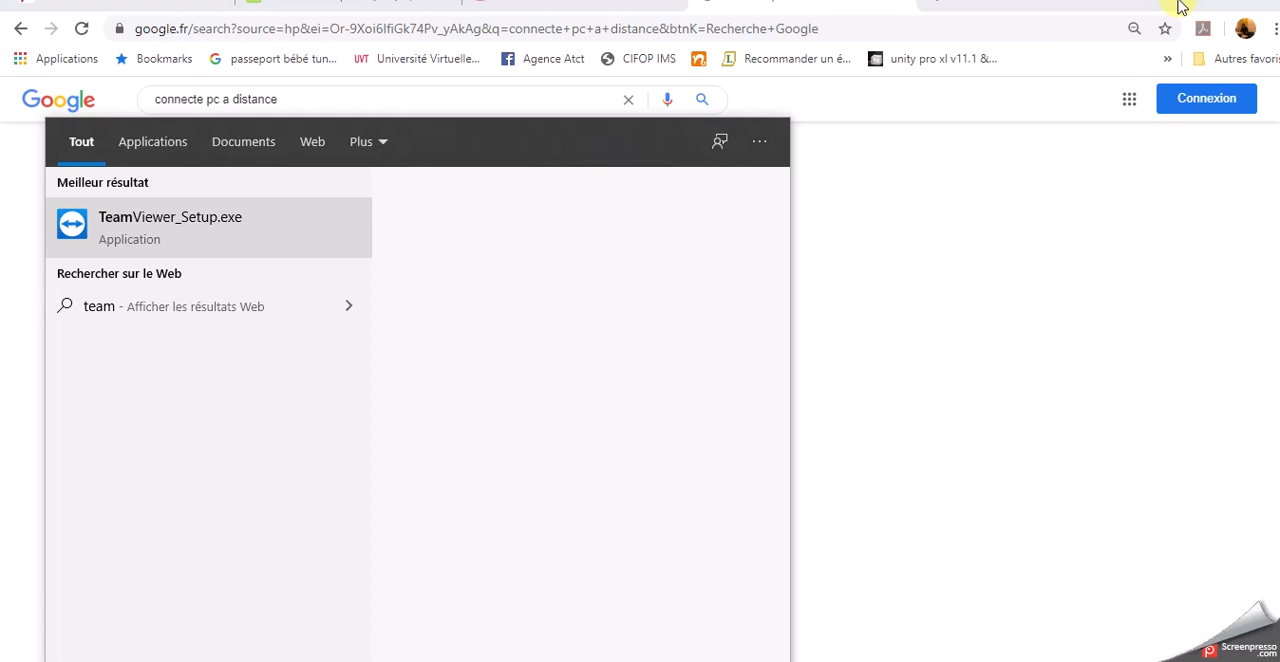 google.fr/search?source=hp&ei=Or-9Xoi6IfiGk74Pv_yAkAg&q=connecte+pc+a+distance&btnK=Recherche+Google
Applications Bookmarks passeport bébé tun... UVT Université Virtuelle... Agence Atct CIFOP IMS Recommander un é... unity pro xl v11.1 &... » Autres favoris
Google connecte pc a distance Connexion
Tout Applications Documents Web Plus ...
Meilleur résultat
TeamViewer_Setup.exe
Application
Rechercher sur le Web
team - Afficher les résultats Web
Screenpresso
.com